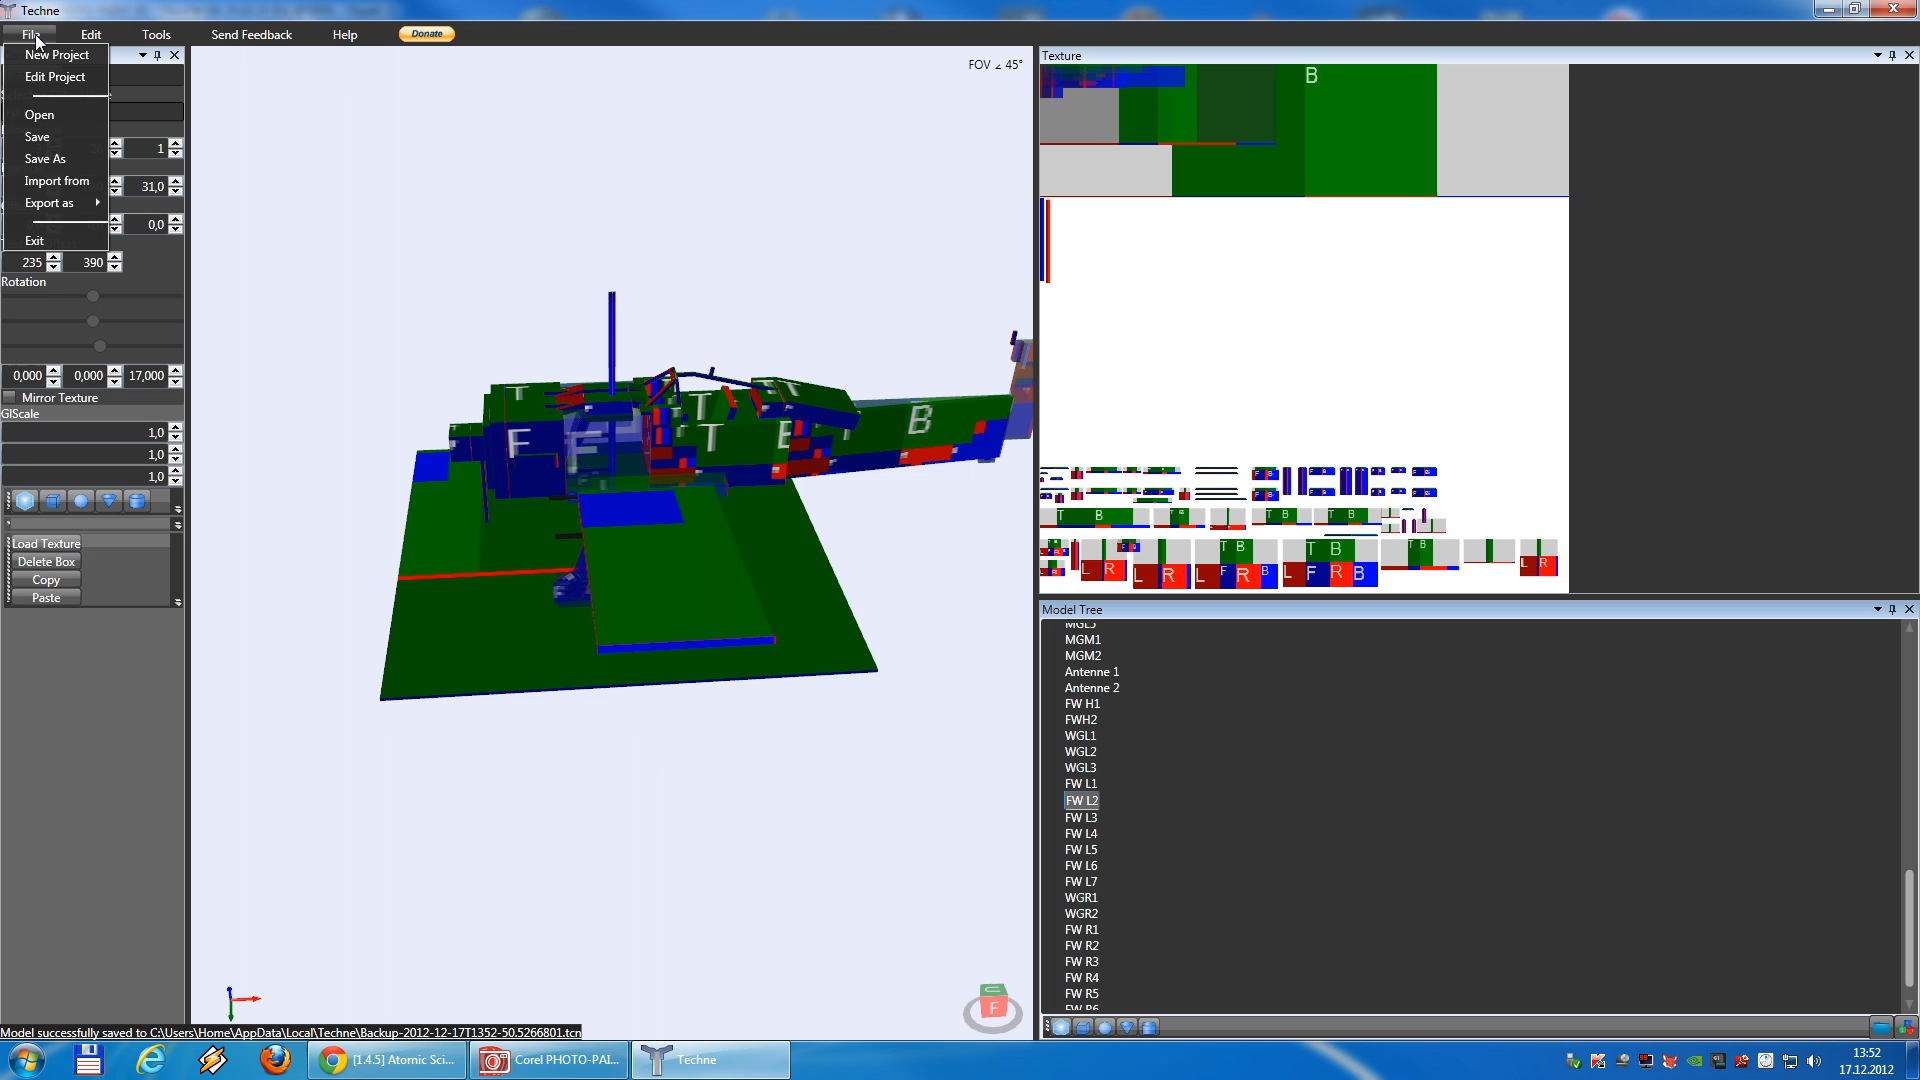 Techne
File Edit Tools Send Feedback Help Donate
New Project
Edit Project
Open
Save
Save As
Import from
Export as
Exit
1
31,0
0,0
235 390
Rotation
0,000 0,000 17,000
Mirror Texture
GlScale
1,0
1,0
1,0
Load Texture
Delete Box
Copy
Paste
FOV ∠ 45°
T
F
T
T
T
B
F
Texture
B
T B
T B
T B
T B
T B
T B
L R
L R
L F R B
L F R B
L R
Model Tree
MGL3
MGM1
MGM2
Antenne 1
Antenne 2
FW H1
FWH2
WGL1
WGL2
WGL3
FW L1
FW L2
FW L3
FW L4
FW L5
FW L6
FW L7
WGR1
WGR2
FW R1
FW R2
FW R3
FW R4
FW R5
FW R6
Model successfully saved to C:\Users\Home\AppData\Local\Techne\Backup-2012-12-17T1352-50.5266801.tcn
[1.4.5] Atomic Sci... Corel PHOTO-PAI... Techne
13:52
17.12.2012